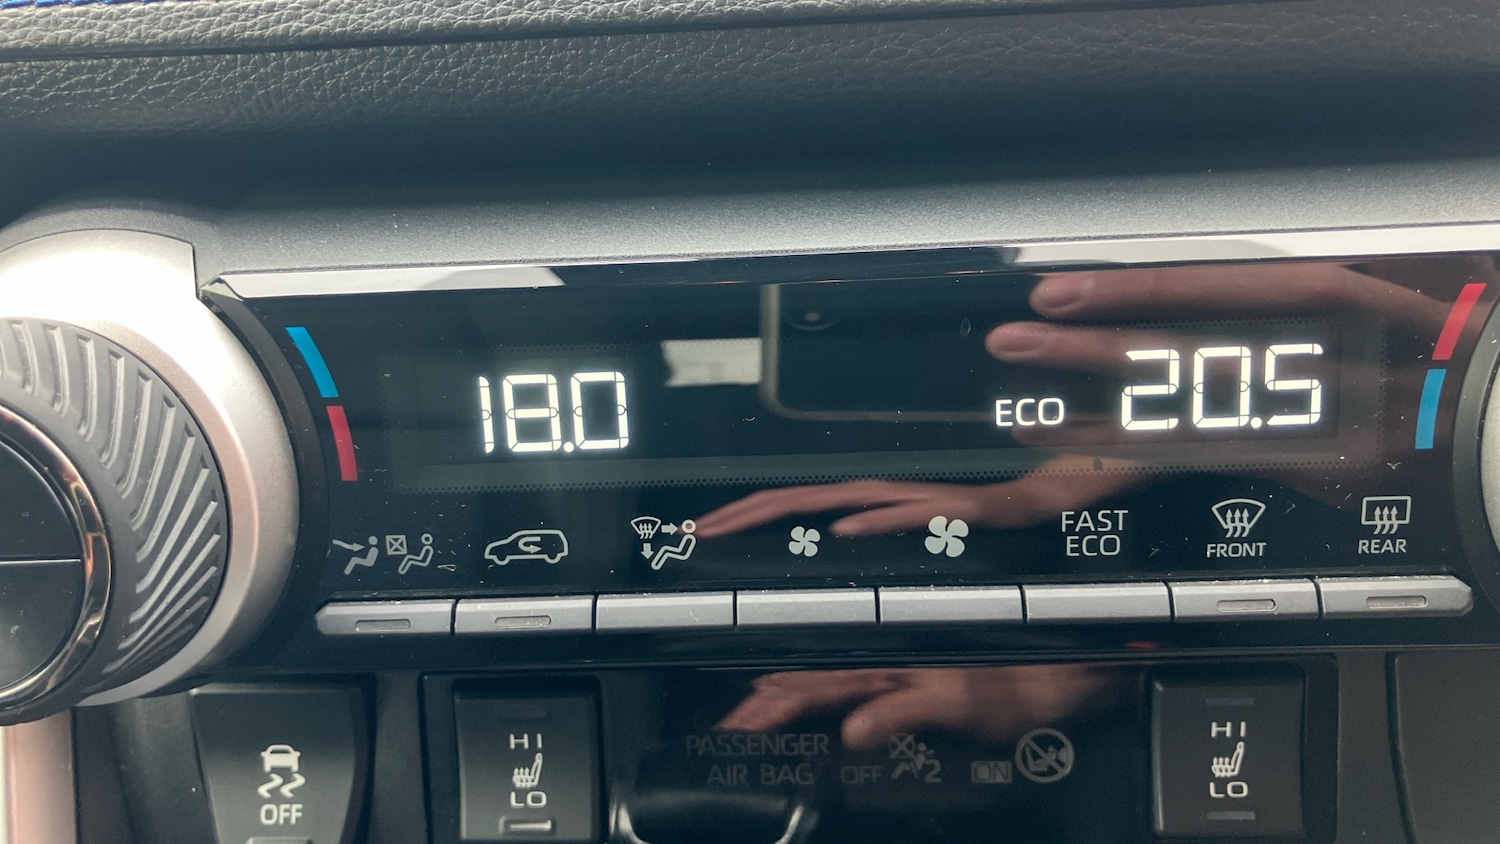 18.0
ECO
20.5
FAST
ECO
FRONT
REAR
OFF
HI
LO
PASSENGER
AIR BAG
OFF
2
ON
HI
LO